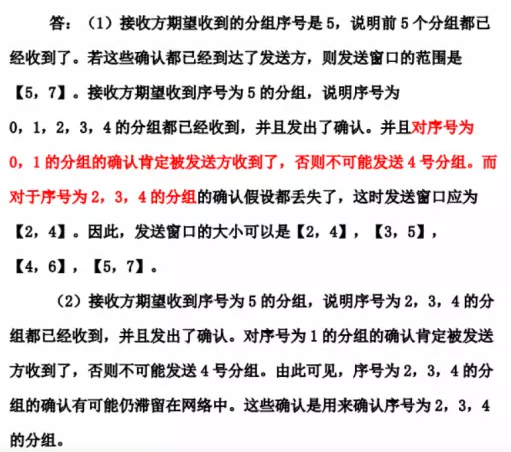 答：（1）接收方期望收到的分组序号是 5，说明前 5 个分组都已
经收到了。若这些确认都已经到达了发送方，则发送窗口的范围是
【5，7】。接收方期望收到序号为 5 的分组，说明序号为
0，1，2，3，4 的分组都已经收到，并且发出了确认。并且对序号为
0，1 的分组的确认肯定被发送方收到了，否则不可能发送 4 号分组。而
对于序号为 2，3，4 的分组的确认假设都丢失了，这时发送窗口应为
【2，4】。因此，发送窗口的大小可以是【2，4】，【3，5】，
【4，6】，【5，7】。
（2）接收方期望收到序号为 5 的分组，说明序号为 2，3，4 的分
组都已经收到，并且发出了确认。对序号为 1 的分组的确认肯定被发送
方收到了，否则不可能发送 4 号分组。由此可见，序号为 2，3，4 的分
组的确认有可能仍滞留在网络中。这些确认是用来确认序号为 2，3，4
的分组。